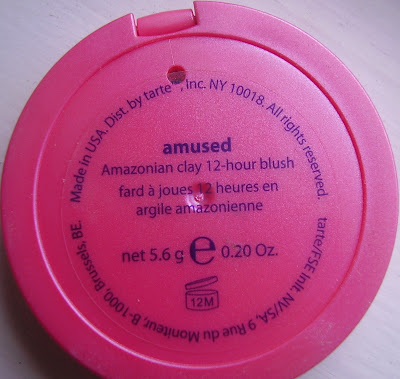 Made in USA. Dist. by tarte™, Inc. NY 10018. All rights reserved.
amused
Amazonian clay 12-hour blush
fard à joues 12 heures en
argile amazonienne
net 5.6 g e 0.20 Oz.
12M
tarte/FSE Intl. NV/SA, 9 Rue du Moniteur, B-1000, Brussels, BE.